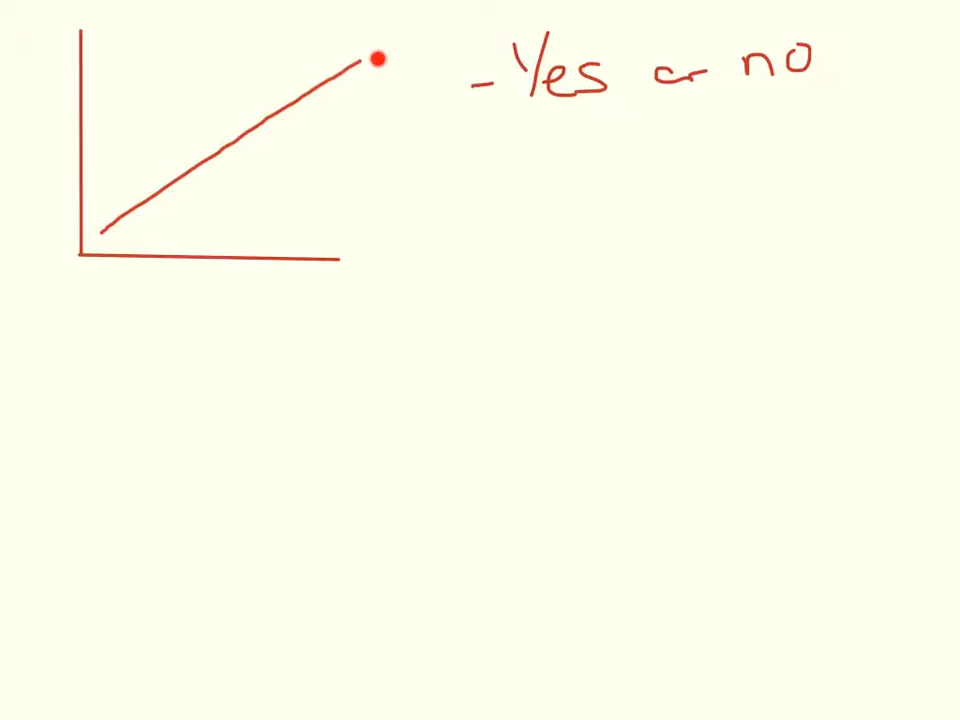 - Yes or no